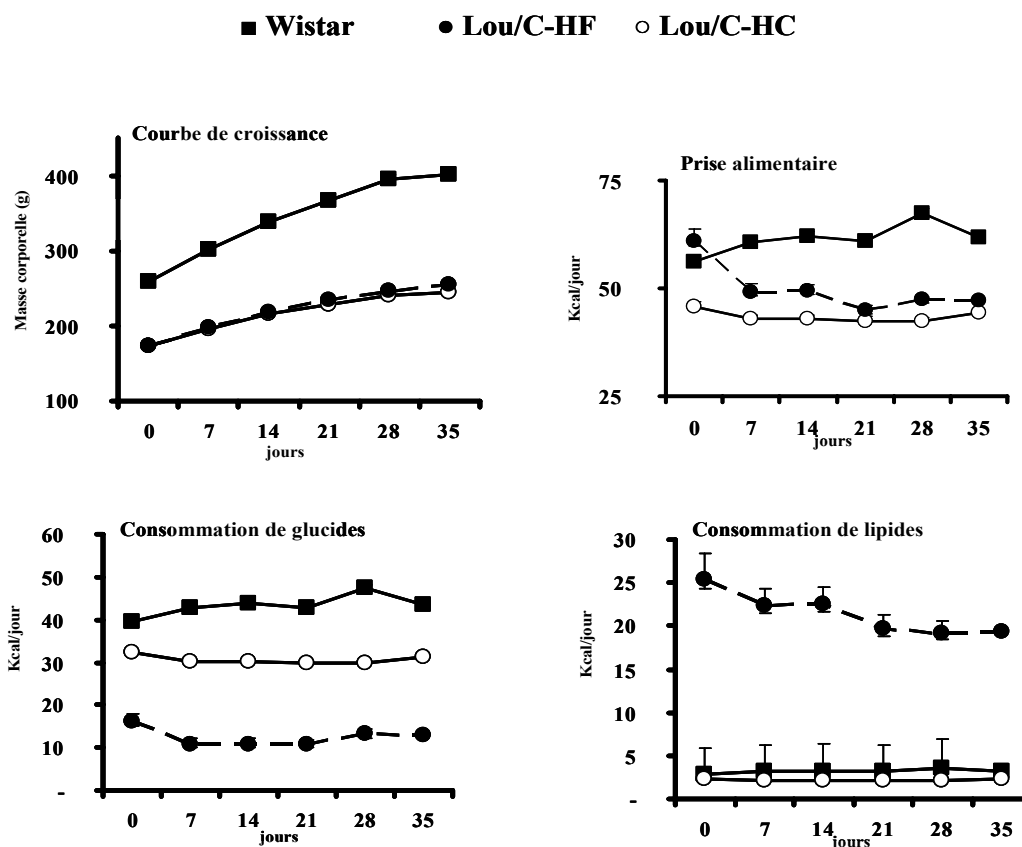 Wistar Lou/C-HF Lou/C-HC
Courbe de croissance
Masse corporelle (g)
400
300
200
100
0 7 14 21 28 35
jours
Prise alimentaire
Kcal/jour
75
50
25
0 7 14 21 28 35
jours
Consommation de glucides
Kcal/jour
60
50
40
30
20
10
-
0 7 14 21 28 35
jours
Consommation de lipides
Kcal/jour
30
25
20
15
10
5
-
0 7 14 21 28 35
jours